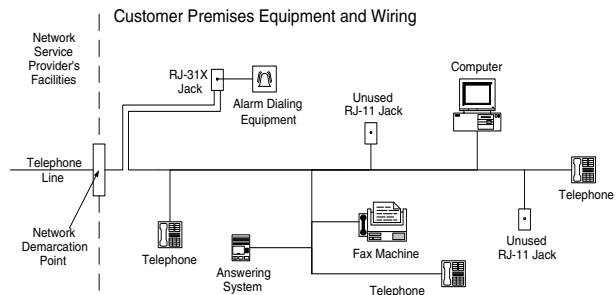 Customer Premises Equipment and Wiring
Network
Service
Provider's
Facilities
RJ-31X
Jack
Alarm Dialing
Equipment
Unused
RJ-11 Jack
Computer
Telephone
Line
Network
Demarcation
Point
Telephone
Answering
System
Fax Machine
Telephone
Unused
RJ-11 Jack
Telephone